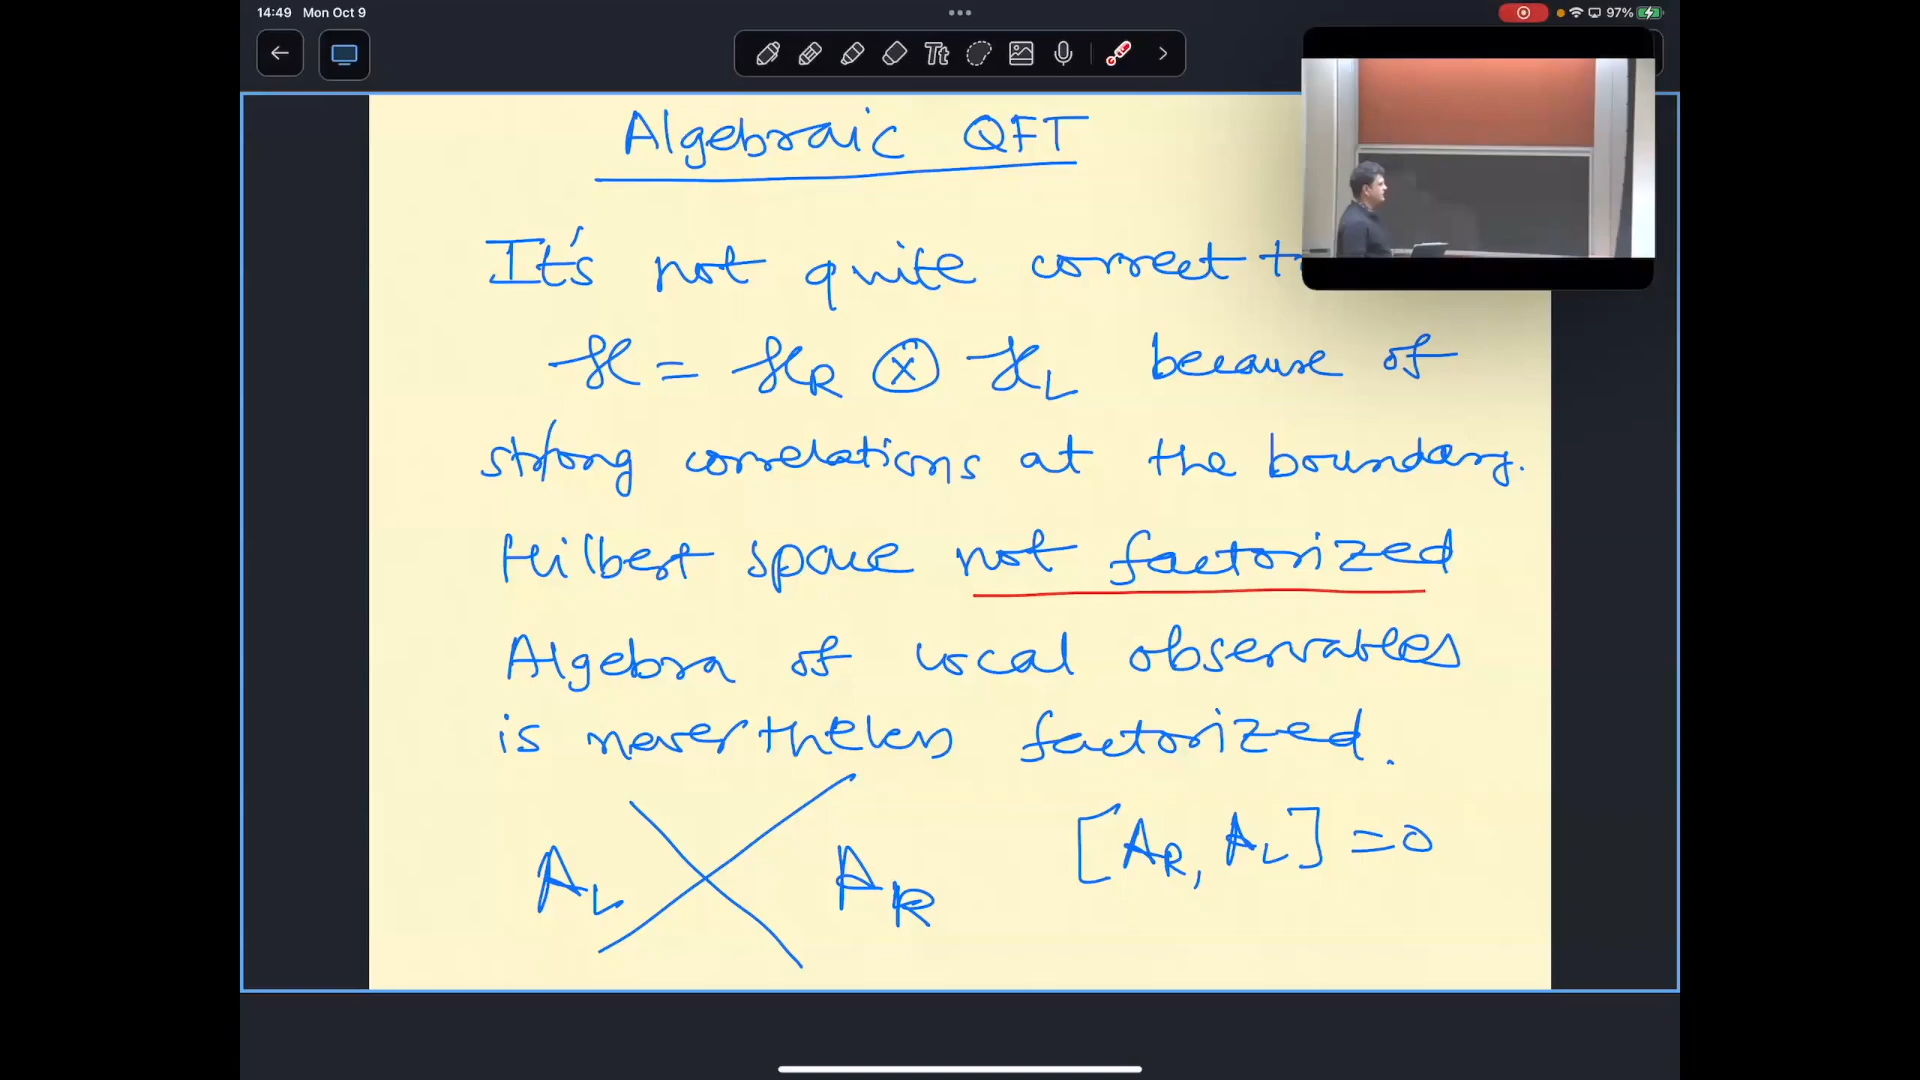 14:49 Mon Oct 9
97%
Tt
Algebraic QFT
It's not quite correct t
ℋ = ℋ_R ⊗ ℋ_L because of
strong correlations at the boundary.
Hilbert space not factorized
Algebra of local observables
is nevertheless factorized.
A_L A_R [A_R, A_L] = 0